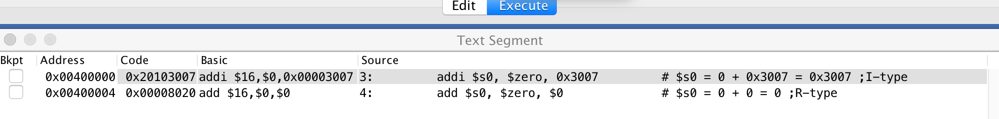 Edit Execute
Text Segment
Bkpt Address Code Basic Source
0x00400000 0x20103007 addi $16,$0,0x00003007 3: addi $s0, $zero, 0x3007 # $s0 = 0 + 0x3007 = 0x3007 ;I-type
0x00400004 0x00008020 add $16,$0,$0 4: add $s0, $zero, $0 # $s0 = 0 + 0 = 0 ;R-type